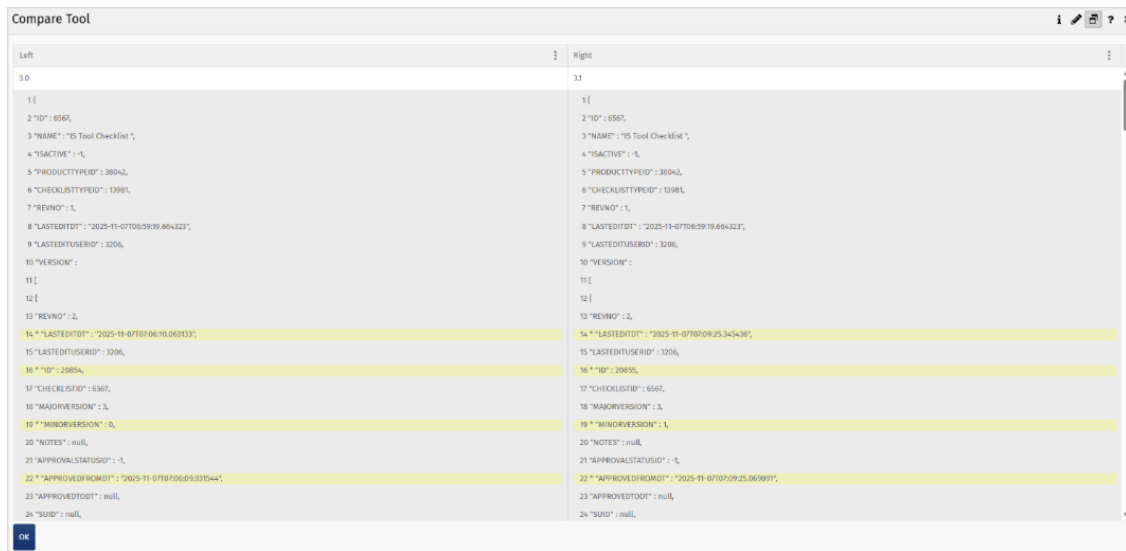 Compare Tool
Left
Right
3.0
3.1
1 [
2 "ID" : 6567,
3 "NAME" : "IS Tool Checklist ",
4 "ISACTIVE" : -1,
5 "PRODUCTTYPEID" : 38042,
6 "CHECKLISTTYPEID" : 13981,
7 "REVNO" : 1,
8 "LASTEDITDT" : "2025-11-07T06:59:19.664323",
9 "LASTEDITUSERID" : 3206,
10 "VERSION" :
11 [
12 {
13 "REVNO" : 2,
14 * "LASTEDITDT" : "2025-11-07T07:06:10.063133",
15 "LASTEDITUSERID" : 3206,
16 * "ID" : 20854,
17 "CHECKLISTID" : 6567,
18 "MAJORVERSION" : 3,
19 * "MINORVERSION" : 0,
20 "NOTES" : null,
21 "APPROVALSTATUSID" : -1,
22 * "APPROVEDFROMDT" : "2025-11-07T07:06:09.931544",
23 "APPROVEDTODT" : null,
24 "SUID" : null,
1 [
2 "ID" : 6567,
3 "NAME" : "IS Tool Checklist ",
4 "ISACTIVE" : -1,
5 "PRODUCTTYPEID" : 38042,
6 "CHECKLISTTYPEID" : 13981,
7 "REVNO" : 1,
8 "LASTEDITDT" : "2025-11-07T06:59:19.664323",
9 "LASTEDITUSERID" : 3206,
10 "VERSION" :
11 [
12 {
13 "REVNO" : 2,
14 * "LASTEDITDT" : "2025-11-07T07:09:25.345436",
15 "LASTEDITUSERID" : 3206,
16 * "ID" : 20855,
17 "CHECKLISTID" : 6567,
18 "MAJORVERSION" : 3,
19 * "MINORVERSION" : 1,
20 "NOTES" : null,
21 "APPROVALSTATUSID" : -1,
22 * "APPROVEDFROMDT" : "2025-11-07T07:09:25.069091",
23 "APPROVEDTODT" : null,
24 "SUID" : null,
OK